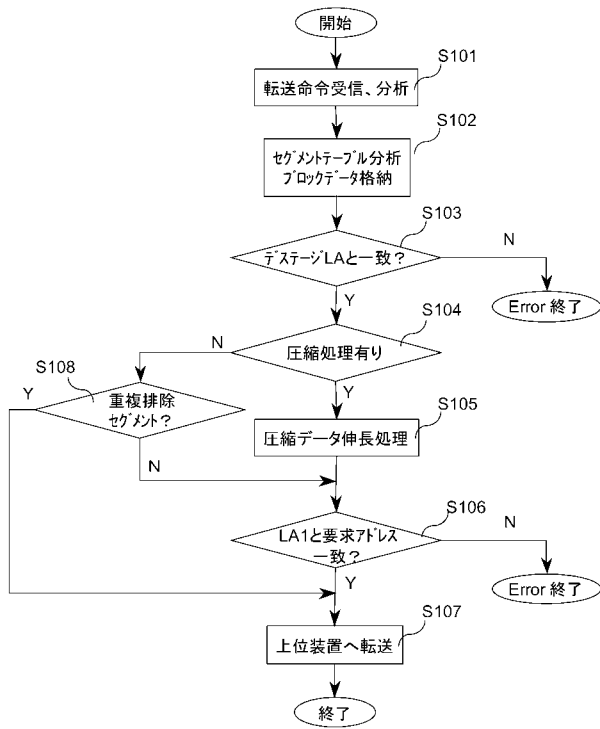 開始
S101
転送命令受信、分析
S102
セグメントテーブル分析
ブロックデータ格納
S103
デステージLAと一致？
N
Error 終了
Y
S104
圧縮処理有り
N
Y
S108
Y
重複排除
セグメント？
N
S105
圧縮データ伸長処理
S106
LA1と要求アドレス
一致？
N
Error 終了
Y
S107
上位装置へ転送
終了